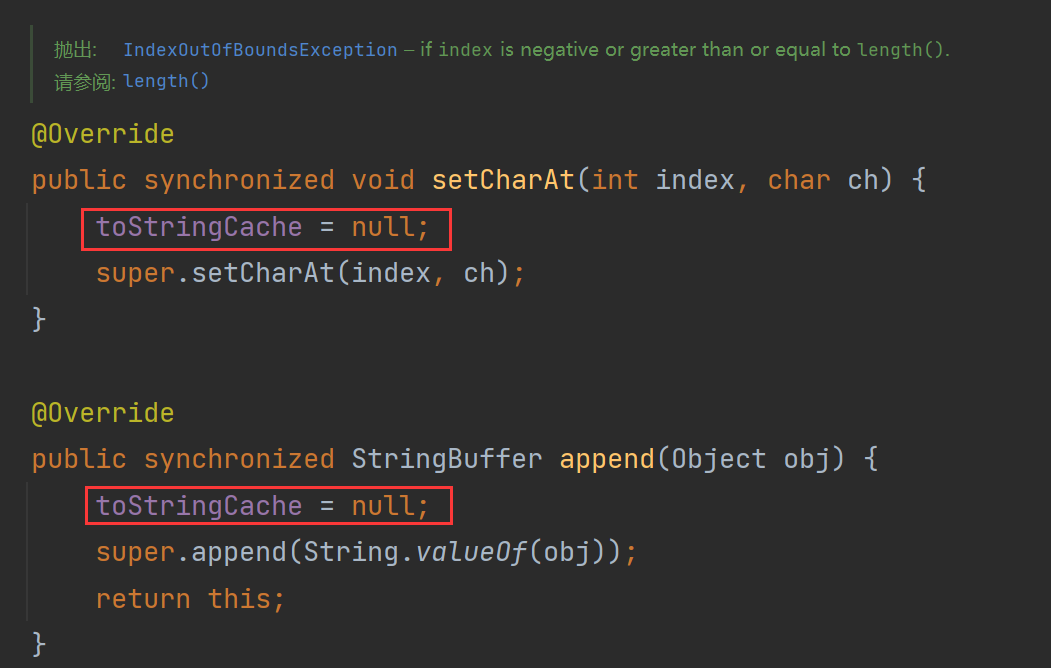 抛出: IndexOutOfBoundsException – if index is negative or greater than or equal to length().
请参阅: length()
@Override
public synchronized void setCharAt(int index, char ch) {
toStringCache = null;
super.setCharAt(index, ch);
}
@Override
public synchronized StringBuffer append(Object obj) {
toStringCache = null;
super.append(String.valueOf(obj));
return this;
}